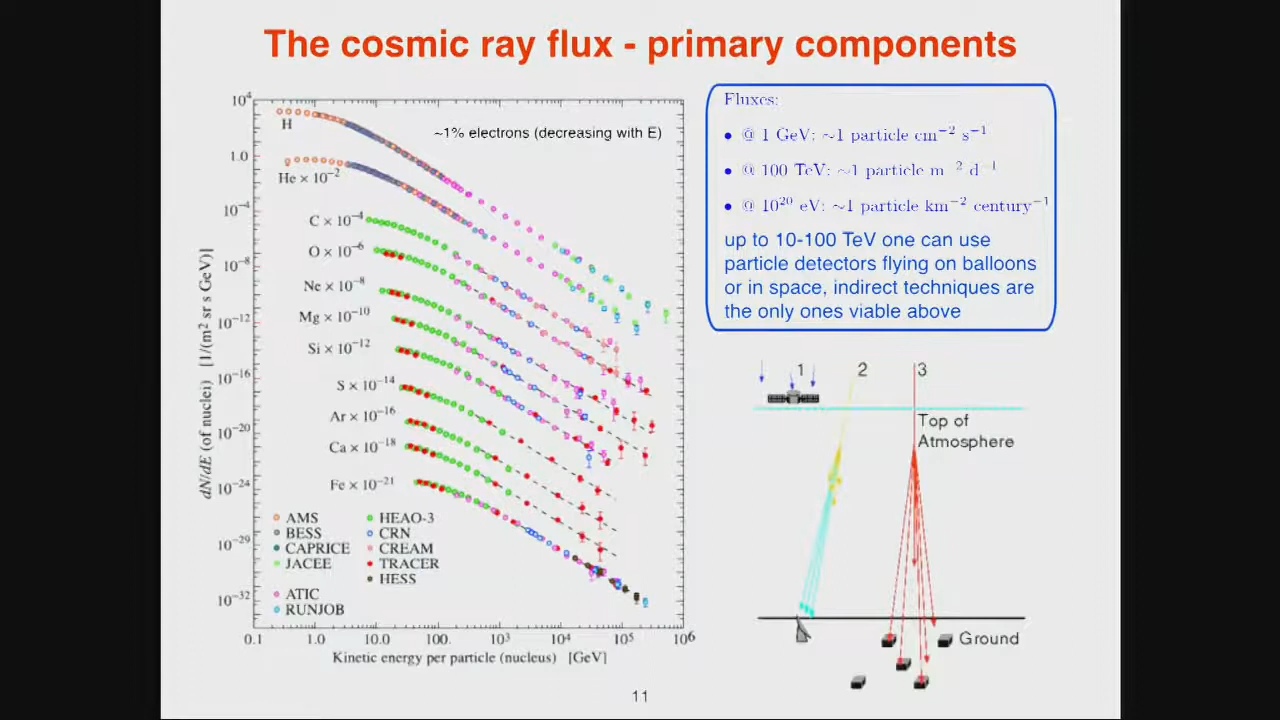 The cosmic ray flux - primary components
10⁴
1.0
10⁻⁴
10⁻⁸
10⁻¹²
10⁻¹⁶
10⁻²⁰
10⁻²⁴
10⁻²⁹
10⁻³²
dN/dE (of nuclei) [1/(m² sr s GeV)]
~1% electrons (decreasing with E)
H
He × 10⁻²
C × 10⁻⁴
O × 10⁻⁶
Ne × 10⁻⁸
Mg × 10⁻¹⁰
Si × 10⁻¹²
S × 10⁻¹⁴
Ar × 10⁻¹⁶
Ca × 10⁻¹⁸
Fe × 10⁻²¹
AMS
BESS
CAPRICE
JACEE
ATIC
RUNJOB
HEAO-3
CRN
CREAM
TRACER
HESS
0.1 1.0 10.0 100. 10³ 10⁴ 10⁵ 10⁶
Kinetic energy per particle (nucleus) [GeV]
Fluxes:
• @ 1 GeV: ~1 particle cm⁻² s⁻¹
• @ 100 TeV: ~1 particle m⁻² d⁻¹
• @ 10²⁰ eV: ~1 particle km⁻² century⁻¹
up to 10-100 TeV one can use
particle detectors flying on balloons
or in space, indirect techniques are
the only ones viable above
1 2 3
Top of
Atmosphere
Ground
11